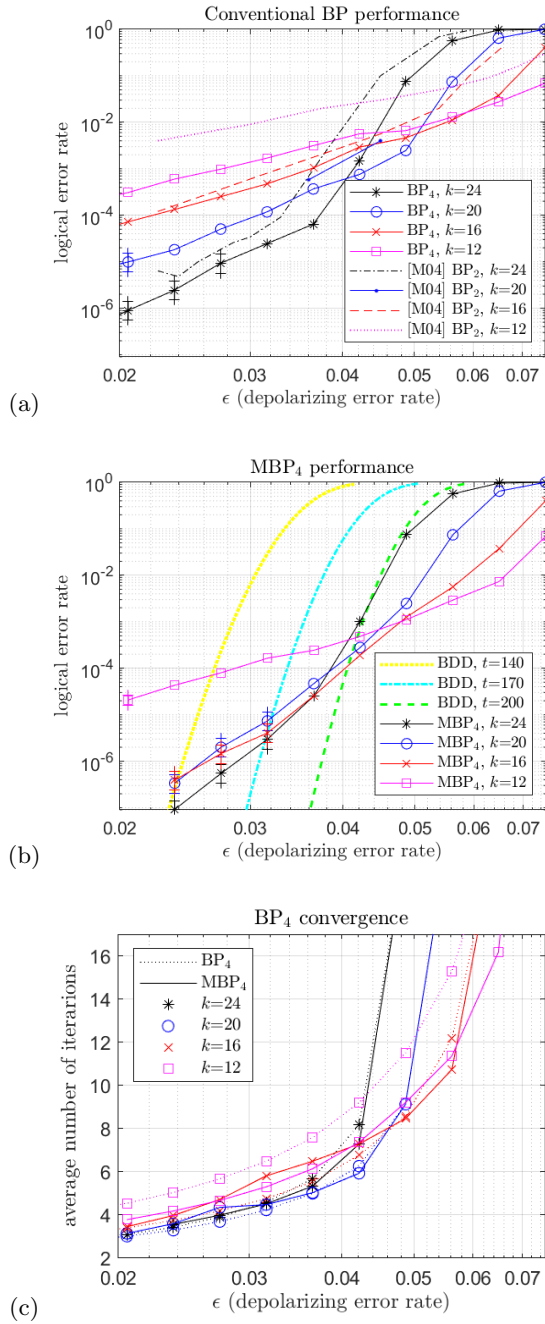 Conventional BP performance
10⁰
10⁻²
10⁻⁴
10⁻⁶
logical error rate
BP₄, k=24
BP₄, k=20
BP₄, k=16
BP₄, k=12
[M04] BP₂, k=24
[M04] BP₂, k=20
[M04] BP₂, k=16
[M04] BP₂, k=12
0.02 0.03 0.04 0.05 0.06 0.07
ϵ (depolarizing error rate)
(a)
MBP₄ performance
10⁰
10⁻²
10⁻⁴
10⁻⁶
logical error rate
BDD, t=140
BDD, t=170
BDD, t=200
MBP₄, k=24
MBP₄, k=20
MBP₄, k=16
MBP₄, k=12
0.02 0.03 0.04 0.05 0.06 0.07
ϵ (depolarizing error rate)
(b)
BP₄ convergence
16
14
12
10
8
6
4
2
average number of iterarions
BP₄
MBP₄
k=24
k=20
k=16
k=12
0.02 0.03 0.04 0.05 0.06 0.07
ϵ (depolarizing error rate)
(c)